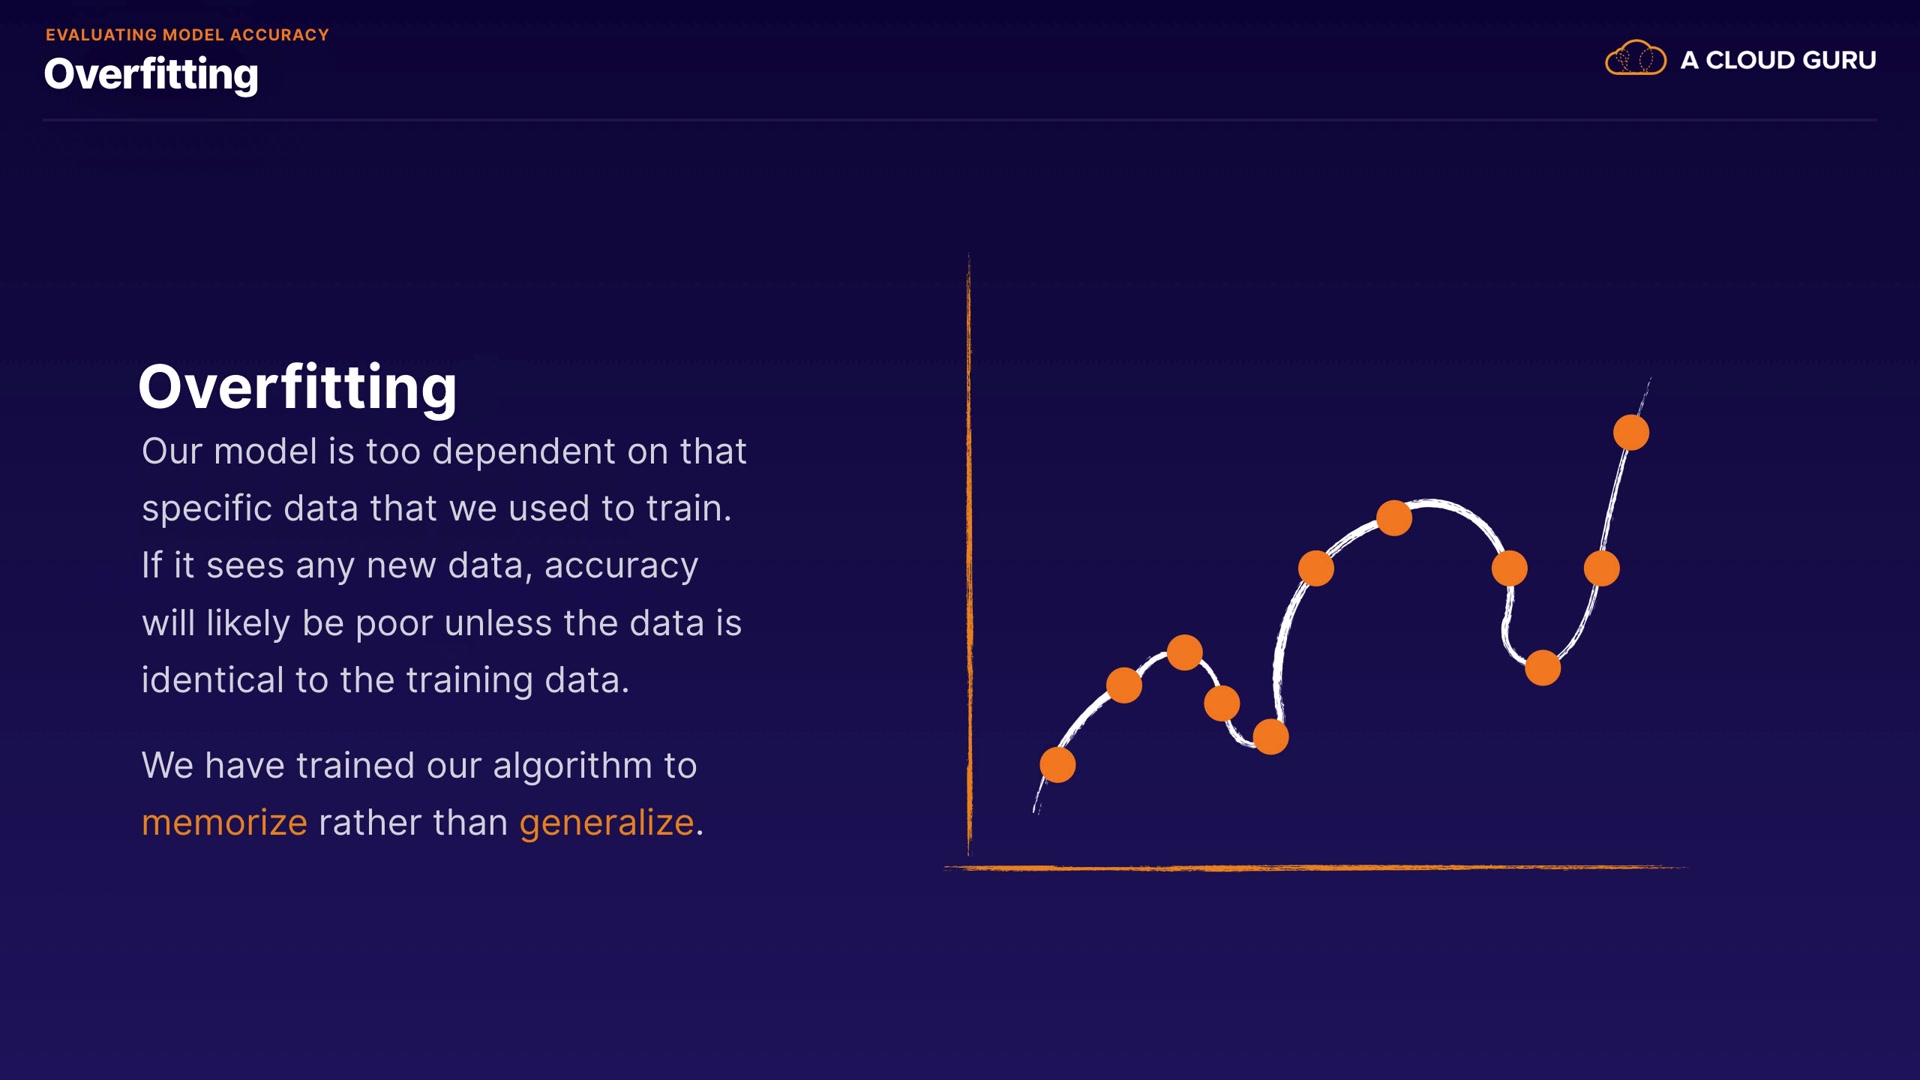 EVALUATING MODEL ACCURACY
Overfitting
A CLOUD GURU
Overfitting
Our model is too dependent on that
specific data that we used to train.
If it sees any new data, accuracy
will likely be poor unless the data is
identical to the training data.
We have trained our algorithm to
memorize rather than generalize.